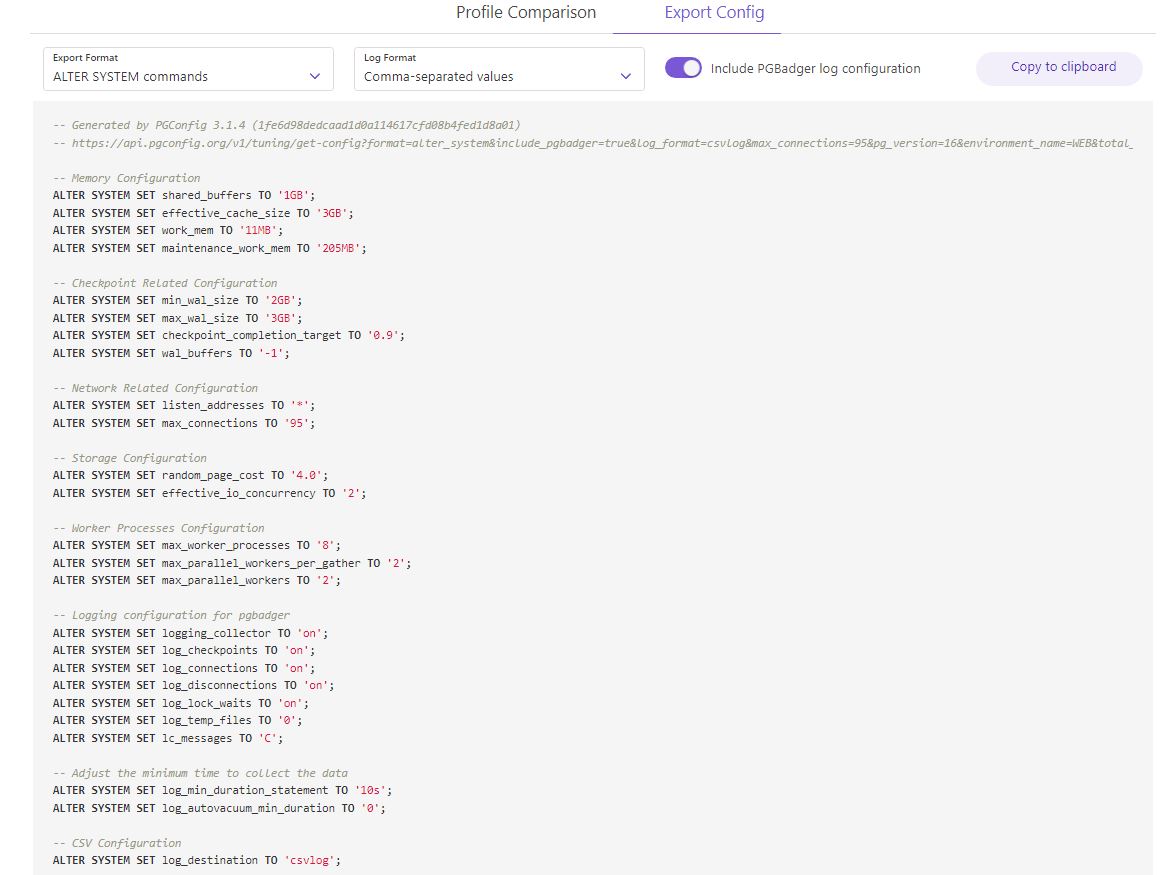 Profile Comparison
Export Config
Export Format
ALTER SYSTEM commands
Log Format
Comma-separated values
Include PGBadger log configuration
Copy to clipboard
-- Generated by PGConfig 3.1.4 (1fe6d98dedcaad1d0a114617cfd08b4fed1d8a01)
-- https://api.pgconfig.org/v1/tuning/get-config?format=alter_system&include_pgbadger=true&log_format=csvlog&max_connections=95&pg_version=16&environment_name=WEB&total_
-- Memory Configuration
ALTER SYSTEM SET shared_buffers TO '1GB';
ALTER SYSTEM SET effective_cache_size TO '3GB';
ALTER SYSTEM SET work_mem TO '11MB';
ALTER SYSTEM SET maintenance_work_mem TO '205MB';
-- Checkpoint Related Configuration
ALTER SYSTEM SET min_wal_size TO '2GB';
ALTER SYSTEM SET max_wal_size TO '3GB';
ALTER SYSTEM SET checkpoint_completion_target TO '0.9';
ALTER SYSTEM SET wal_buffers TO '-1';
-- Network Related Configuration
ALTER SYSTEM SET listen_addresses TO '*';
ALTER SYSTEM SET max_connections TO '95';
-- Storage Configuration
ALTER SYSTEM SET random_page_cost TO '4.0';
ALTER SYSTEM SET effective_io_concurrency TO '2';
-- Worker Processes Configuration
ALTER SYSTEM SET max_worker_processes TO '8';
ALTER SYSTEM SET max_parallel_workers_per_gather TO '2';
ALTER SYSTEM SET max_parallel_workers TO '2';
-- Logging configuration for pgbadger
ALTER SYSTEM SET logging_collector TO 'on';
ALTER SYSTEM SET log_checkpoints TO 'on';
ALTER SYSTEM SET log_connections TO 'on';
ALTER SYSTEM SET log_disconnections TO 'on';
ALTER SYSTEM SET log_lock_waits TO 'on';
ALTER SYSTEM SET log_temp_files TO '0';
ALTER SYSTEM SET lc_messages TO 'C';
-- Adjust the minimum time to collect the data
ALTER SYSTEM SET log_min_duration_statement TO '10s';
ALTER SYSTEM SET log_autovacuum_min_duration TO '0';
-- CSV Configuration
ALTER SYSTEM SET log_destination TO 'csvlog';